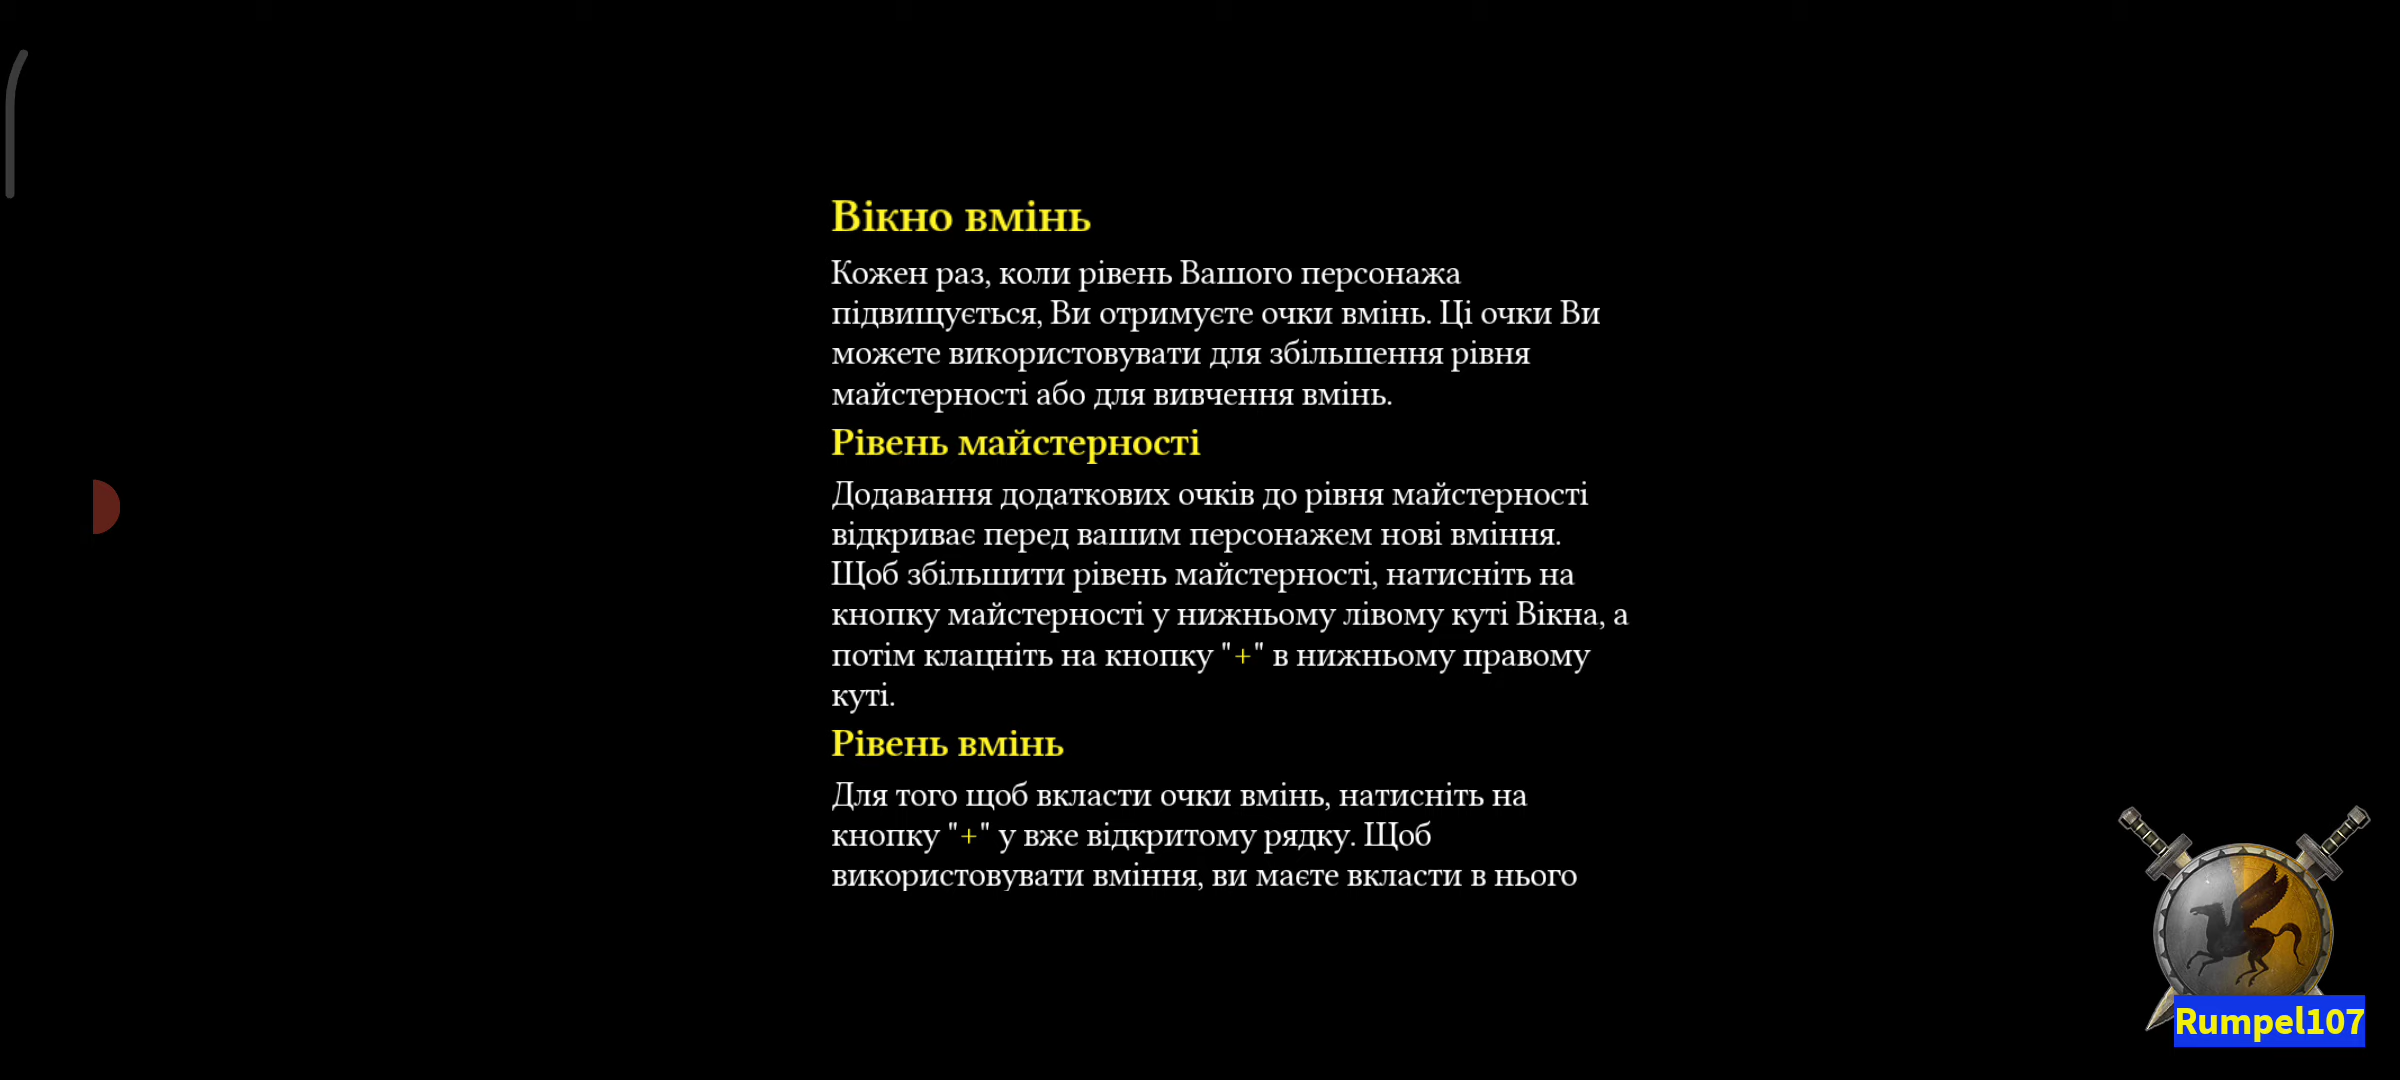 Вікно вмінь
Кожен раз, коли рівень Вашого персонажа
підвищується, Ви отримуєте очки вмінь. Ці очки Ви
можете використовувати для збільшення рівня
майстерності або для вивчення вмінь.
Рівень майстерності
Додавання додаткових очків до рівня майстерності
відкриває перед вашим персонажем нові вміння.
Щоб збільшити рівень майстерності, натисніть на
кнопку майстерності у нижньому лівому куті Вікна, а
потім клацніть на кнопку "+" в нижньому правому
куті.
Рівень вмінь
Для того щоб вкласти очки вмінь, натисніть на
кнопку "+" у вже відкритому рядку. Щоб
використовувати вміння, ви маєте вкласти в нього
Rumpel107